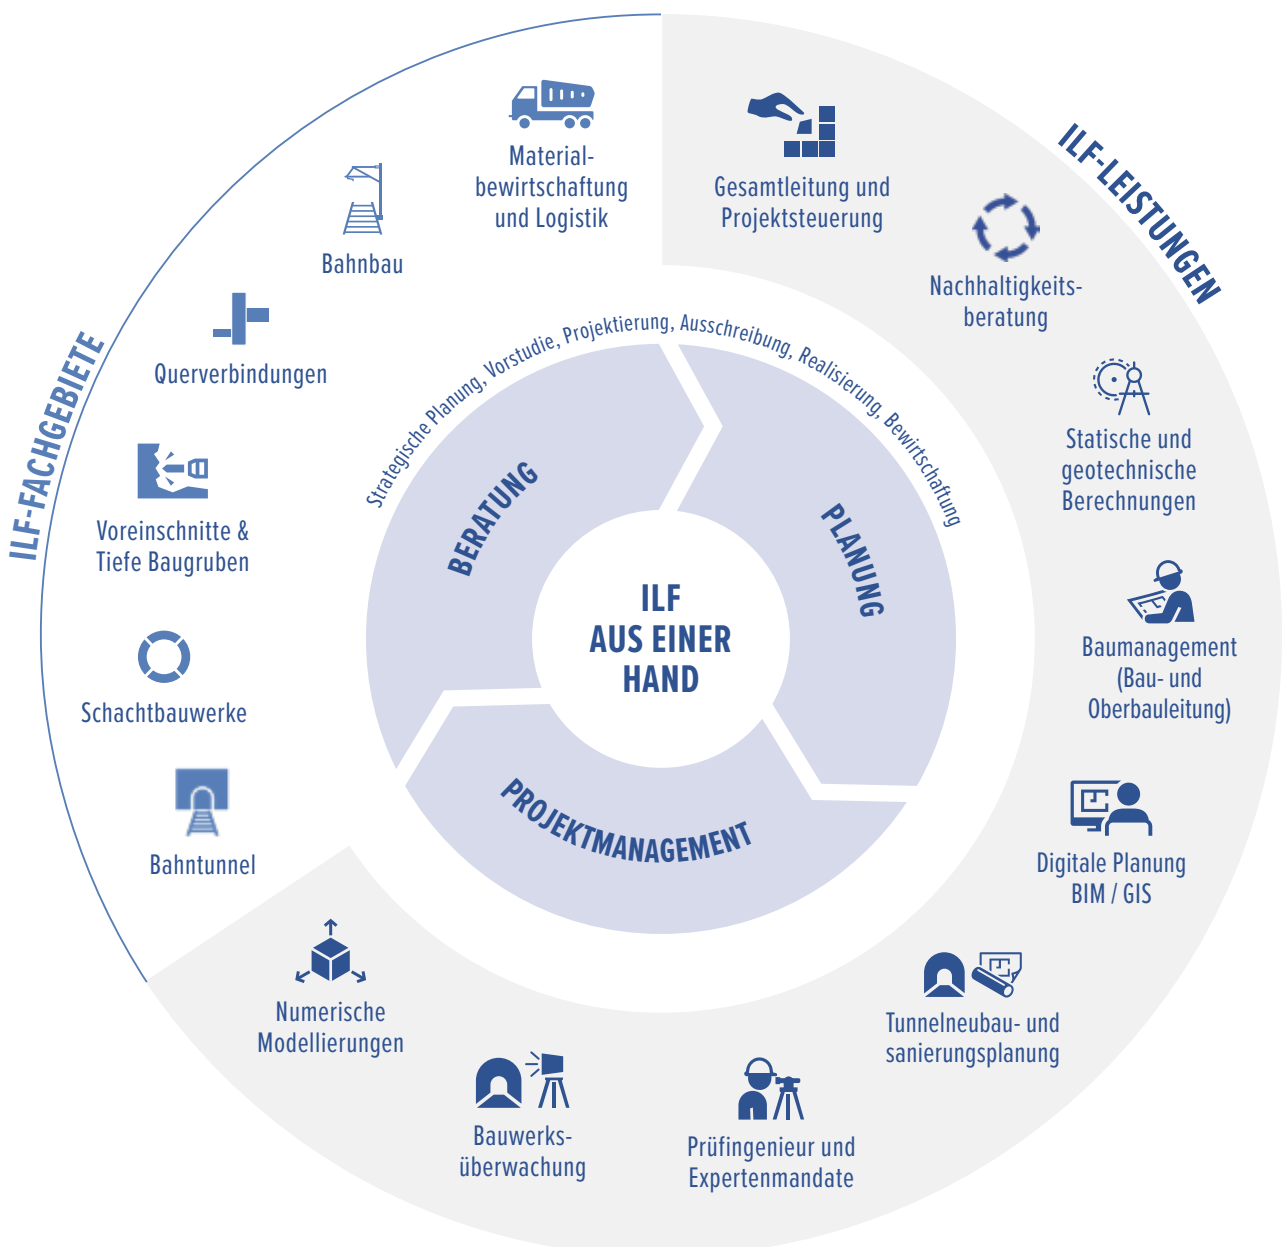 ILF-FACHGEBIETE
Material-
bewirtschaftung
und Logistik
Bahnbau
Querverbindungen
Voreinschnitte &
Tiefe Baugruben
Schachtbauwerke
Bahntunnel
ILF-LEISTUNGEN
Gesamtleitung und
Projektsteuerung
Nachhaltigkeits-
beratung
Statische und
geotechnische
Berechnungen
Baumanagement
(Bau- und
Oberbauleitung)
Digitale Planung
BIM / GIS
Tunnelneubau- und
sanierungsplanung
Prüfingenieur und
Expertenmandate
Bauwerks-
überwachung
Numerische
Modellierungen
Strategische Planung, Vorstudie, Projektierung, Ausschreibung, Realisierung, Bewirtschaftung
BERATUNG
PLANUNG
PROJEKTMANAGEMENT
ILF
AUS EINER
HAND